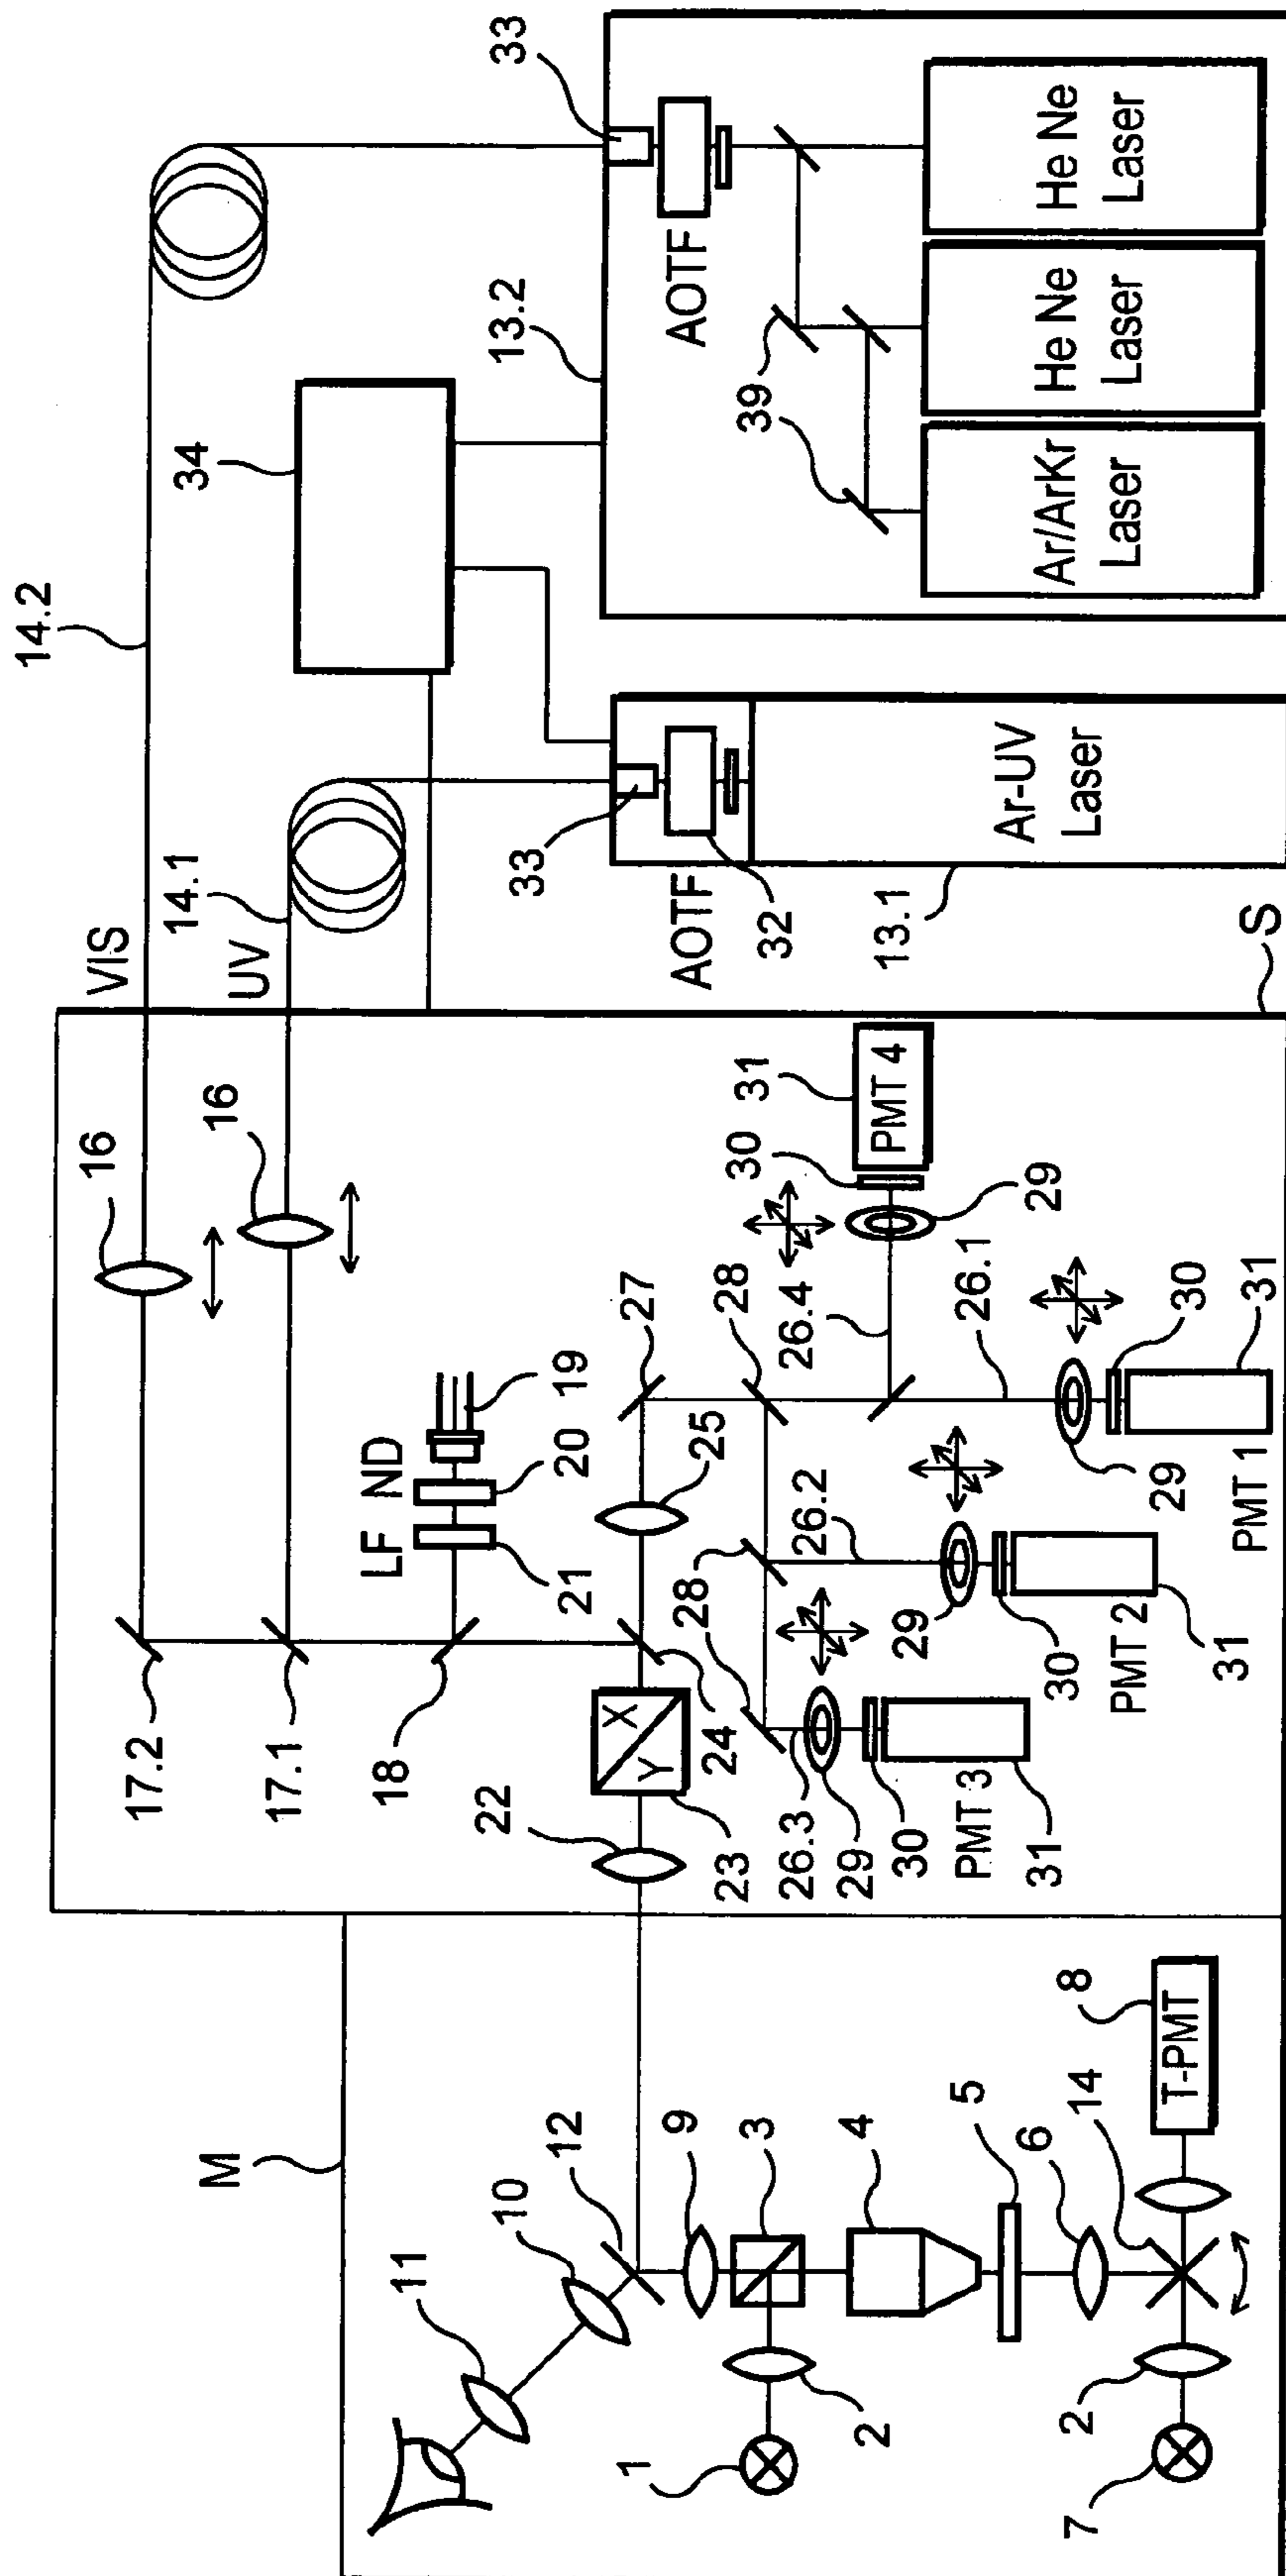 33
14.2
34
13.2
AOTF
39
He Ne
Laser
He Ne
Laser
Ar/ArKr
Laser
VIS
14.1
UV
33
AOTF
32
13.1
Ar-UV
Laser
S
16
16
17.2
17.1
18
LF
ND
19
20
21
22
23
X
Y
24
25
27
28
28
26.4
26.1
26.2
26.3
29
29
29
29
30
30
30
30
31
31
31
31
PMT 4
PMT 1
PMT 2
PMT 3
M
11
10
12
9
3
4
5
6
14
8
T-PMT
1
2
2
7